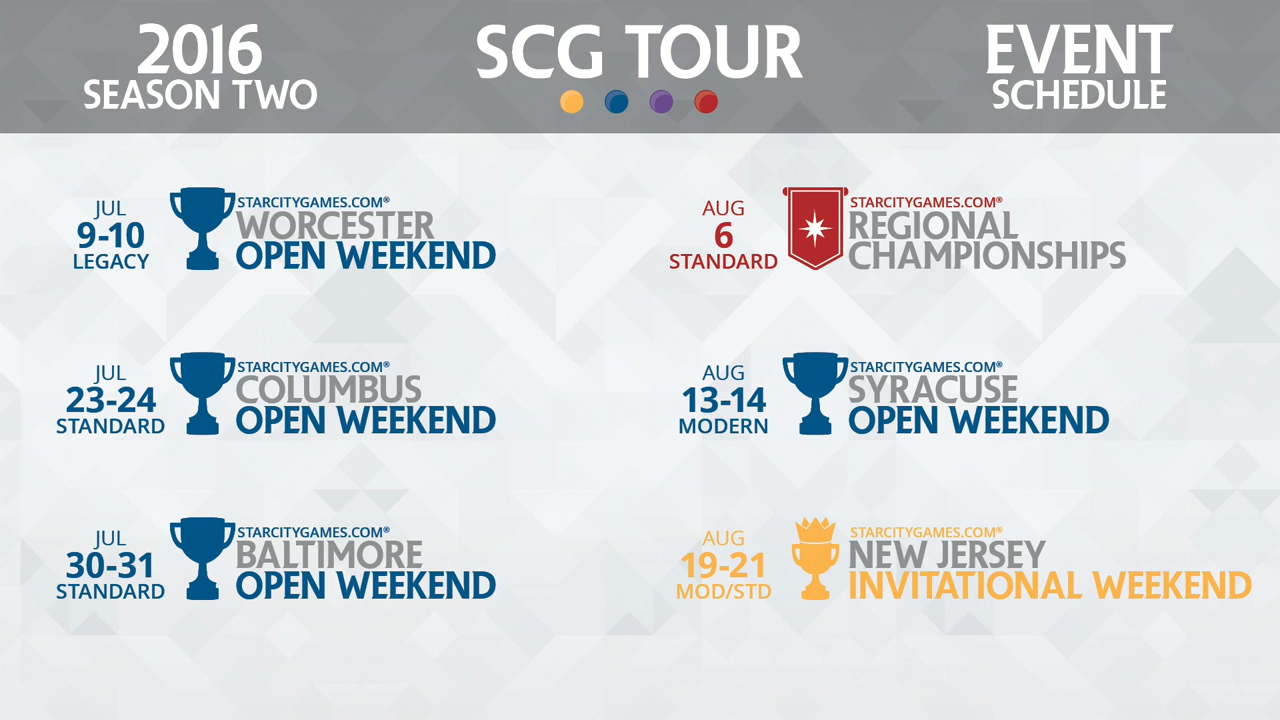 2016
SEASON TWO
SCG TOUR
EVENT
SCHEDULE
JUL
9-10
LEGACY
STARCITYGAMES.COM®
WORCESTER
OPEN WEEKEND
JUL
23-24
STANDARD
STARCITYGAMES.COM®
COLUMBUS
OPEN WEEKEND
JUL
30-31
STANDARD
STARCITYGAMES.COM®
BALTIMORE
OPEN WEEKEND
AUG
6
STANDARD
STARCITYGAMES.COM®
REGIONAL
CHAMPIONSHIPS
AUG
13-14
MODERN
STARCITYGAMES.COM®
SYRACUSE
OPEN WEEKEND
AUG
19-21
MOD/STD
STARCITYGAMES.COM®
NEW JERSEY
INVITATIONAL WEEKEND